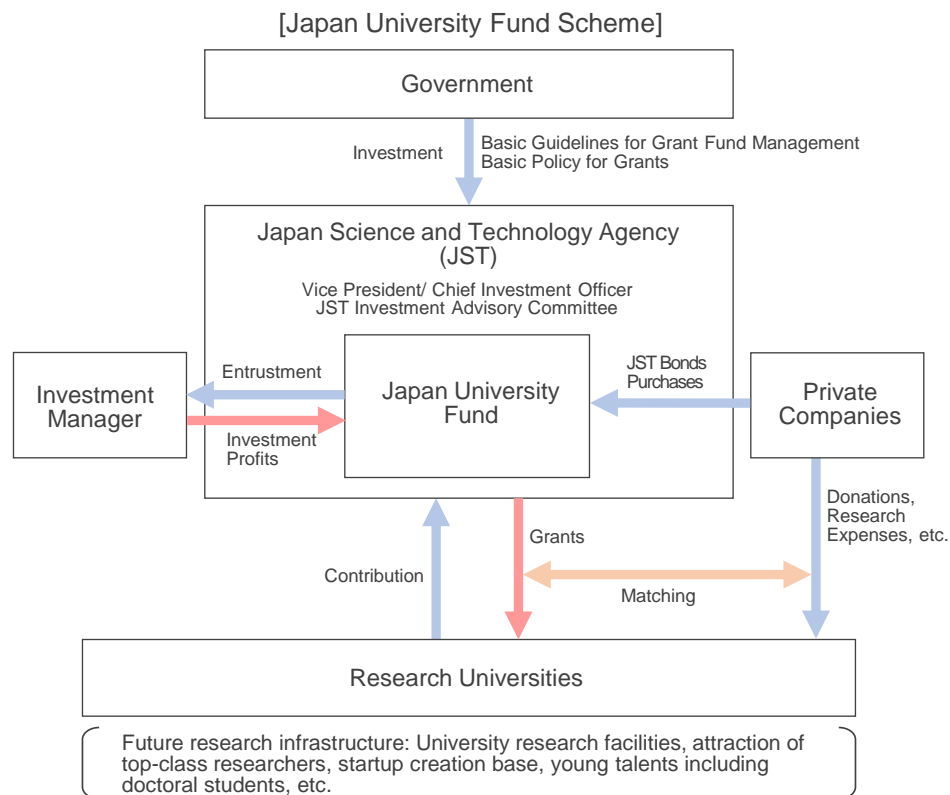 [Japan University Fund Scheme]
Government
Investment
Basic Guidelines for Grant Fund Management
Basic Policy for Grants
Japan Science and Technology Agency
(JST)
Vice President/ Chief Investment Officer
JST Investment Advisory Committee
Investment
Manager
Entrustment
Investment
Profits
Japan University
Fund
JST Bonds
Purchases
Private
Companies
Donations,
Research
Expenses, etc.
Grants
Contribution
Matching
Research Universities
Future research infrastructure: University research facilities, attraction of
top-class researchers, startup creation base, young talents including
doctoral students, etc.